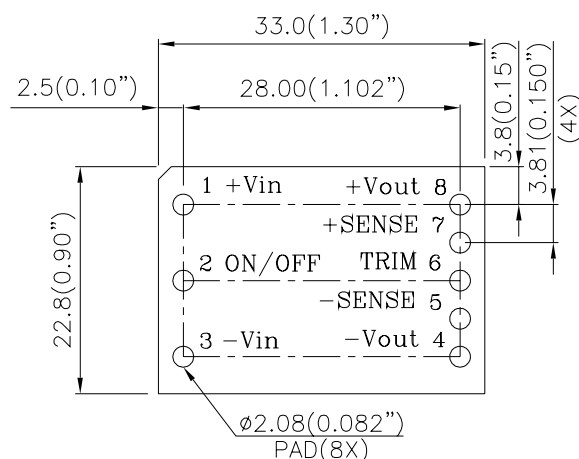 33.0(1.30”)
2.5(0.10”)
28.00(1.102”)
3.8(0.15”)
3.81(0.150”)
(4X)
22.8(0.90”)
1 +Vin
+Vout 8
+SENSE 7
2 ON/OFF
TRIM 6
−SENSE 5
3 −Vin
−Vout 4
ø2.08(0.082”)
PAD(8X)